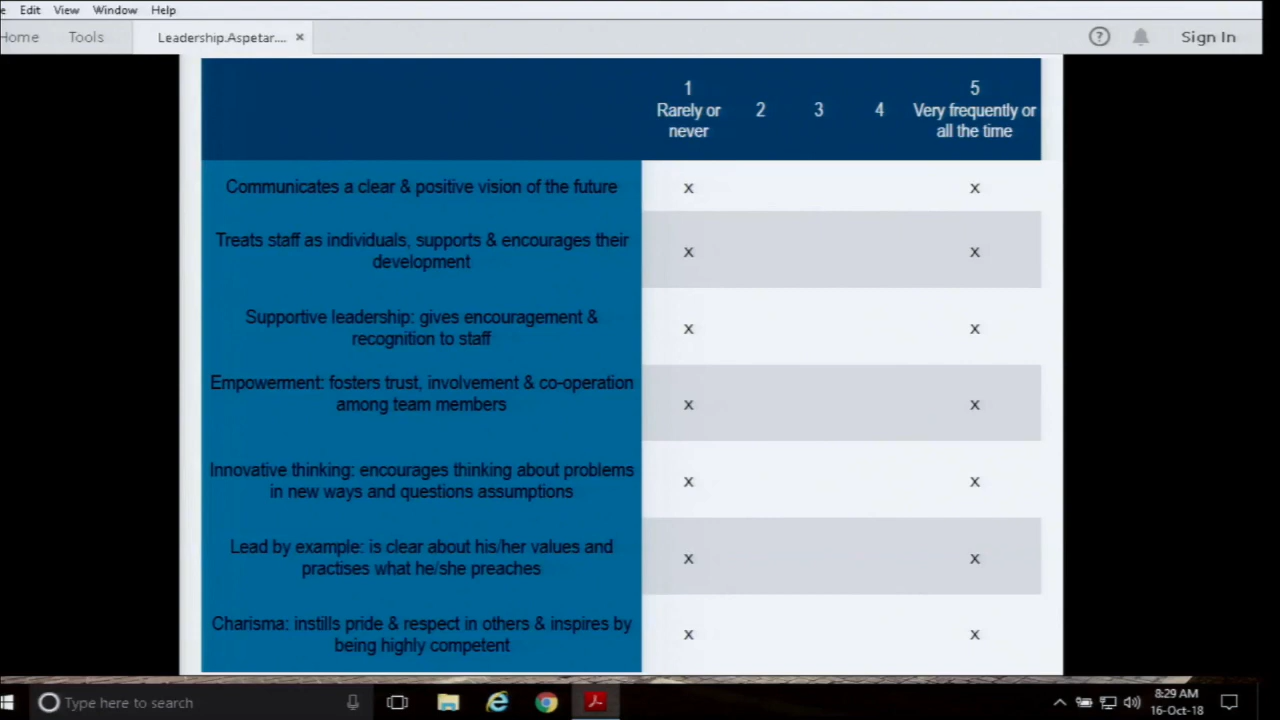 e Edit View Window Help
Home Tools Leadership.Aspetar.... × ? Sign In
1
Rarely or
never
2
3
4
5
Very frequently or
all the time
Communicates a clear & positive vision of the future
x x
Treats staff as individuals, supports & encourages their
development
x x
Supportive leadership: gives encouragement &
recognition to staff
x x
Empowerment: fosters trust, involvement & co-operation
among team members
x x
Innovative thinking: encourages thinking about problems
in new ways and questions assumptions
x x
Lead by example: is clear about his/her values and
practises what he/she preaches
x x
Charisma: instills pride & respect in others & inspires by
being highly competent
x x
Type here to search
8:29 AM
16-Oct-18